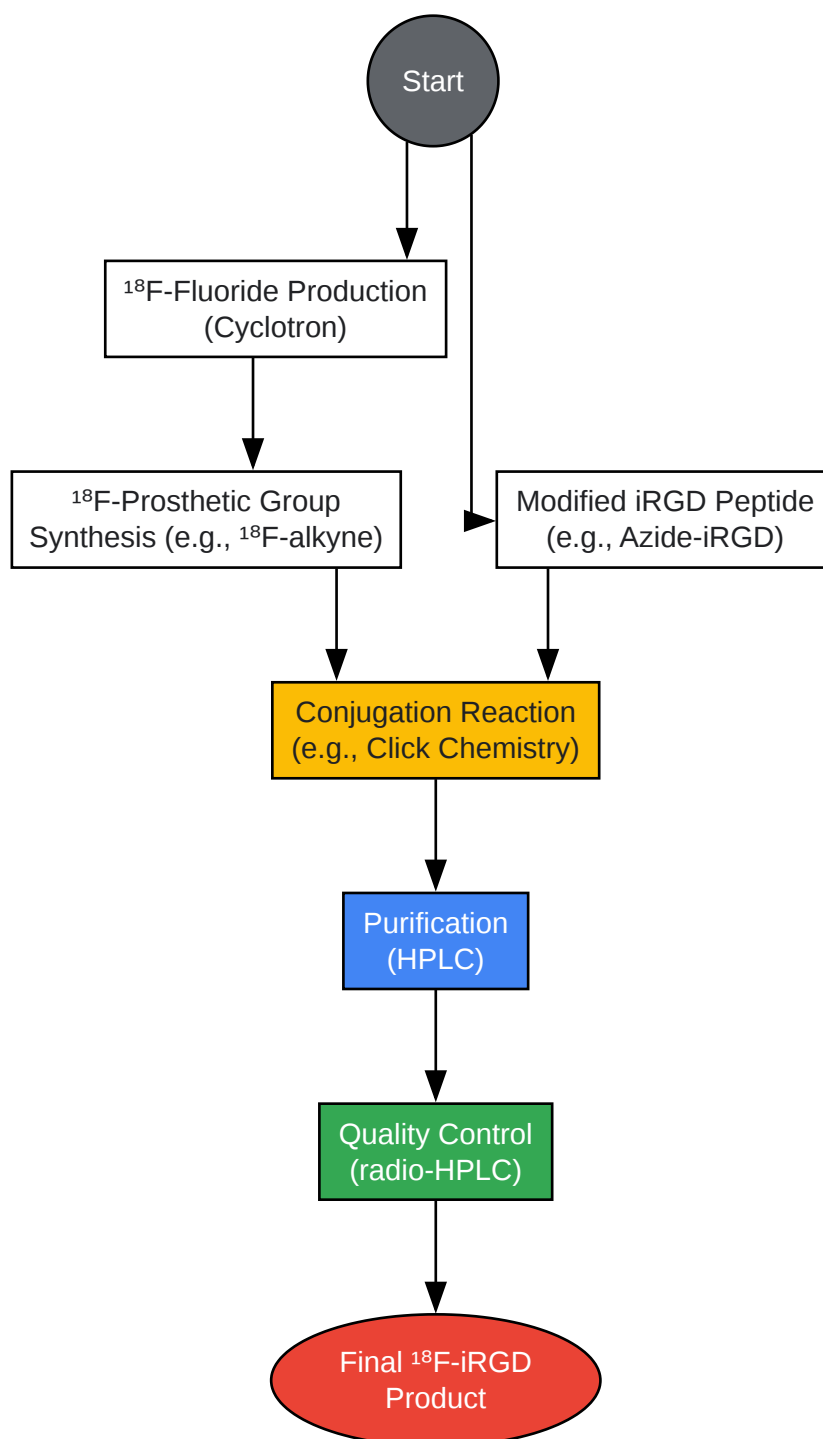 Start
¹⁸F-Fluoride Production
(Cyclotron)
¹⁸F-Prosthetic Group
Synthesis (e.g., ¹⁸F-alkyne)
Modified iRGD Peptide
(e.g., Azide-iRGD)
Conjugation Reaction
(e.g., Click Chemistry)
Purification
(HPLC)
Quality Control
(radio-HPLC)
Final ¹⁸F-iRGD
Product